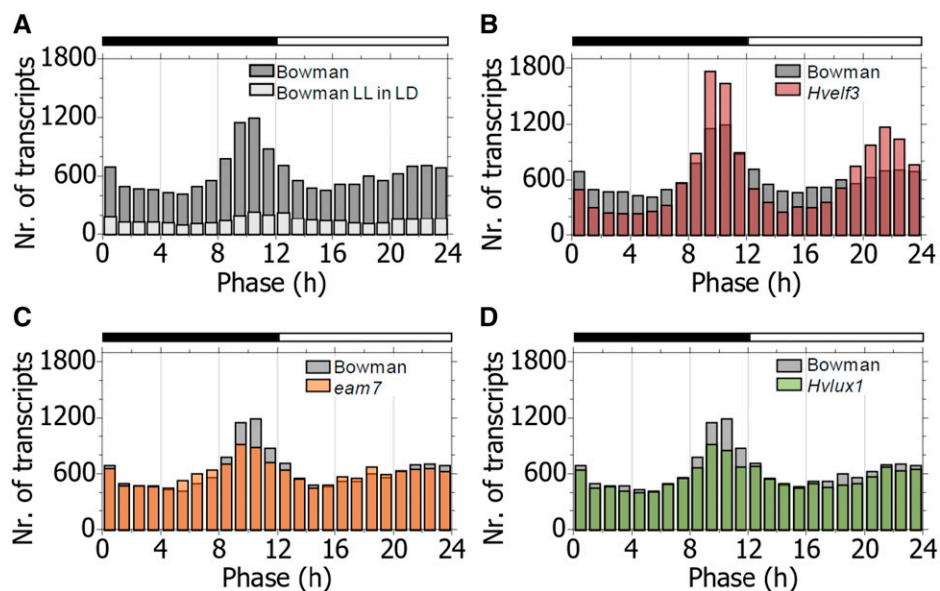 A
B
1800
1200
600
0
Nr. of transcripts
Bowman
Bowman LL in LD
0 4 8 12 16 20 24
Phase (h)
1800
1200
600
0
Nr. of transcripts
Bowman
Hvelf3
0 4 8 12 16 20 24
Phase (h)
C
D
1800
1200
600
0
Nr. of transcripts
Bowman
eam7
0 4 8 12 16 20 24
Phase (h)
1800
1200
600
0
Nr. of transcripts
Bowman
Hvlux1
0 4 8 12 16 20 24
Phase (h)